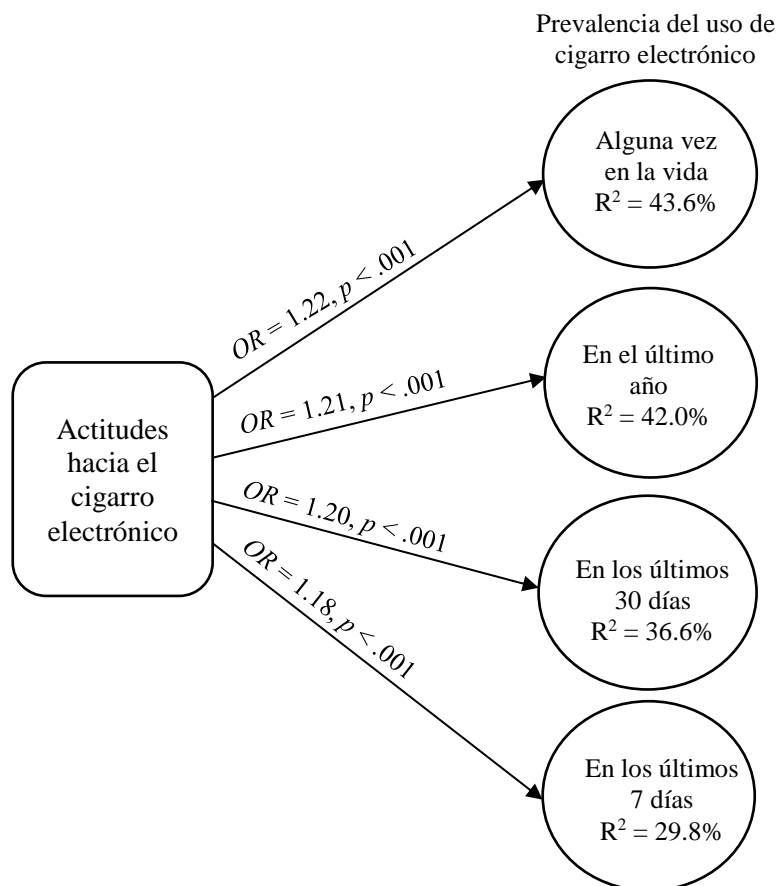 Prevalencia del uso de
cigarro electrónico
Alguna vez
en la vida
R² = 43.6%
OR = 1.22, p < .001
En el último
año
R² = 42.0%
OR = 1.21, p < .001
Actitudes
hacia el
cigarro
electrónico
OR = 1.20, p < .001
En los últimos
30 días
R² = 36.6%
OR = 1.18, p < .001
En los últimos
7 días
R² = 29.8%